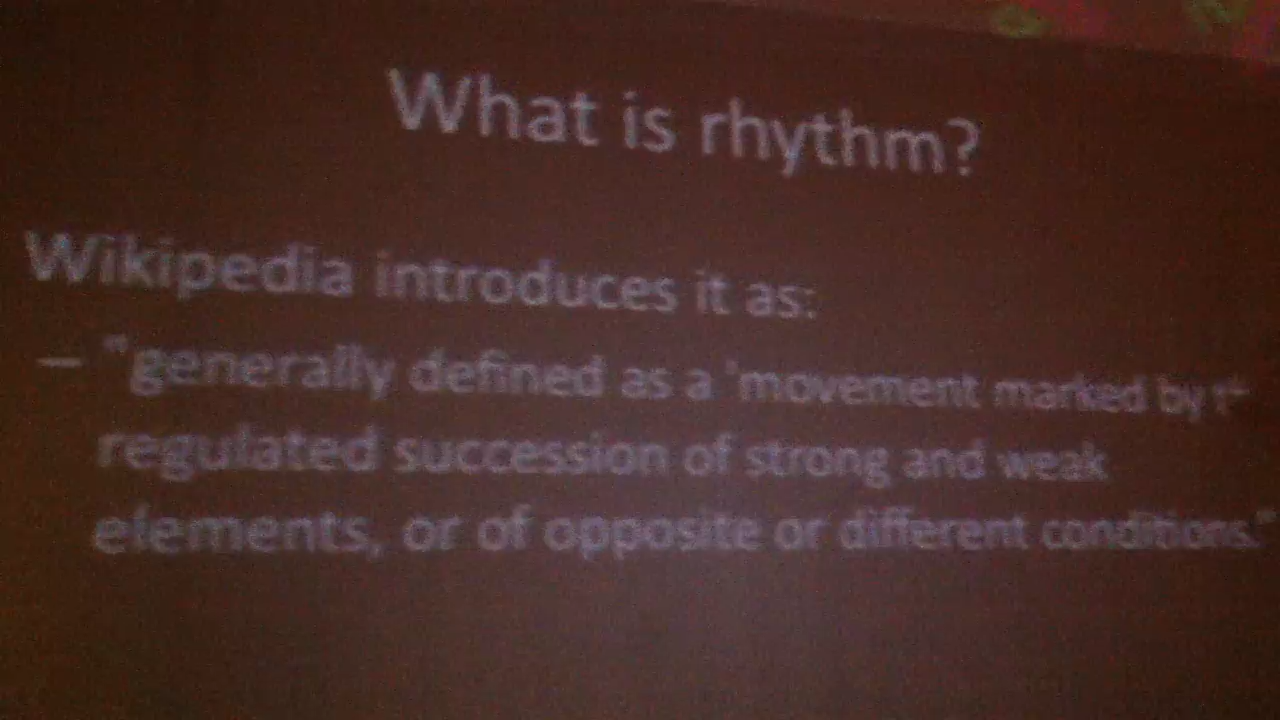 What is rhythm?
Wikipedia introduces it as:
– "generally defined as a 'movement marked by
regulated succession of strong and weak
elements, or of opposite or different conditions."